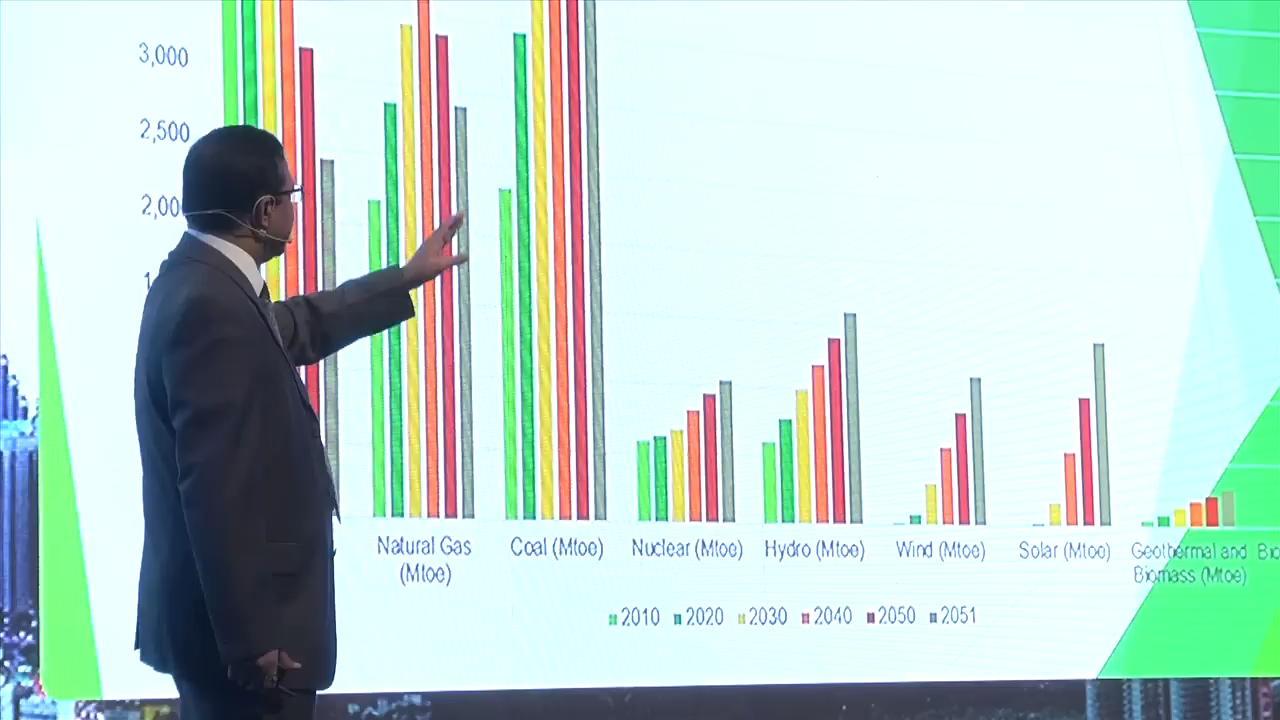 3,000
2,500
2,00
Natural Gas
(Mtoe)
Coal (Mtoe)
Nuclear (Mtoe)
Hydro (Mtoe)
Wind (Mtoe)
Solar (Mtoe)
Geothermal and
Biomass (Mtoe)
Bio
2010 2020 2030 2040 2050 2051